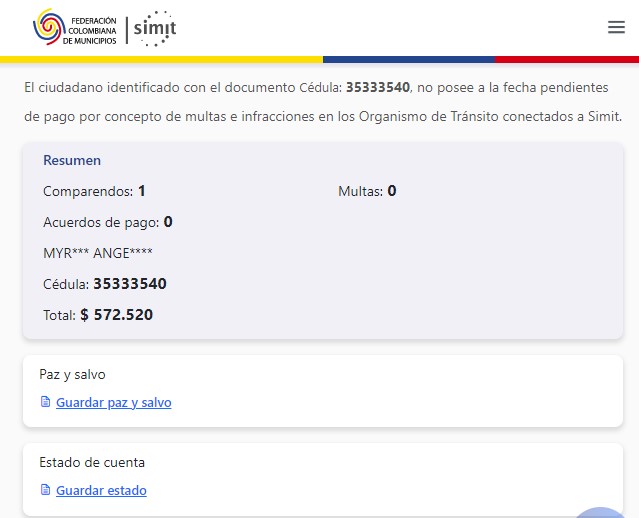 FEDERACIÓN
COLOMBIANA
DE MUNICIPIOS
simit
El ciudadano identificado con el documento Cédula: 35333540, no posee a la fecha pendientes
de pago por concepto de multas e infracciones en los Organismo de Tránsito conectados a Simit.
Resumen
Comparendos: 1 Multas: 0
Acuerdos de pago: 0
MYR*** ANGE****
Cédula: 35333540
Total: $ 572.520
Paz y salvo
Guardar paz y salvo
Estado de cuenta
Guardar estado